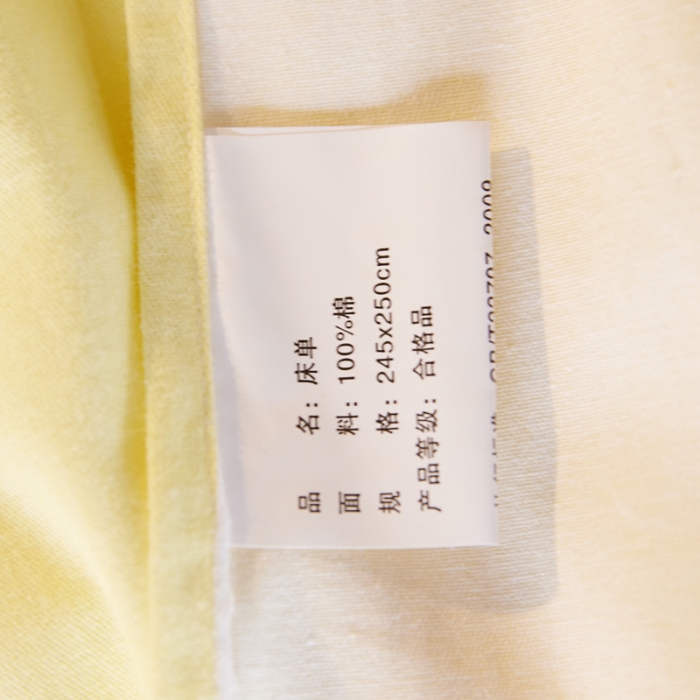 品 名：床单
面 料：100%棉
规 格：245x250cm
产品等级：合格品